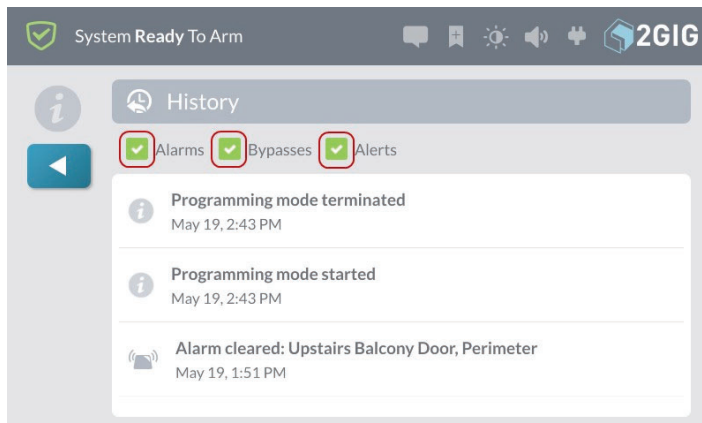 System Ready To Arm
2GIG
History
Alarms Bypasses Alerts
Programming mode terminated
May 19, 2:43 PM
Programming mode started
May 19, 2:43 PM
Alarm cleared: Upstairs Balcony Door, Perimeter
May 19, 1:51 PM